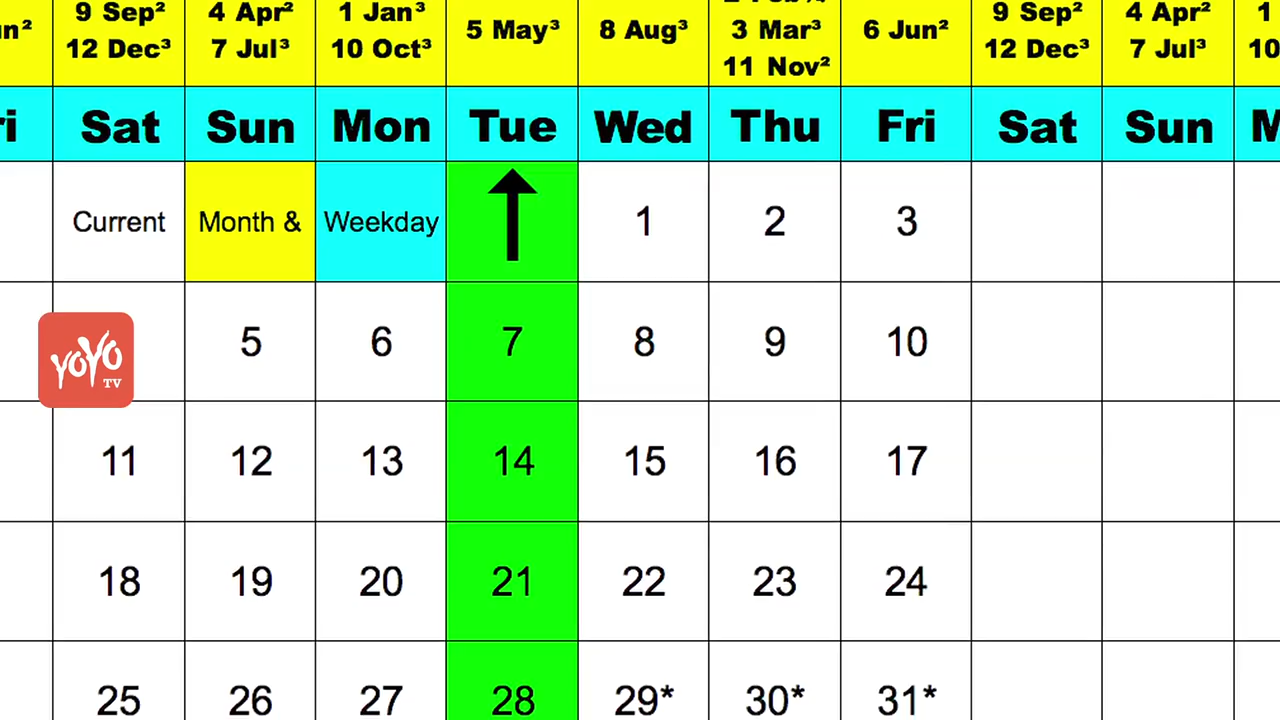 9 Sep² 4 Apr² 1 Jan³ 5 May³ 8 Aug³ 3 Mar³ 6 Jun² 9 Sep² 4 Apr² 1
12 Dec³ 7 Jul³ 10 Oct³ 11 Nov² 12 Dec³ 7 Jul³ 10
Sat Sun Mon Tue Wed Thu Fri Sat Sun M
Current Month & Weekday 1 2 3
YOYO TV
5 6 7 8 9 10
11 12 13 14 15 16 17
18 19 20 21 22 23 24
25 26 27 28 29* 30* 31*